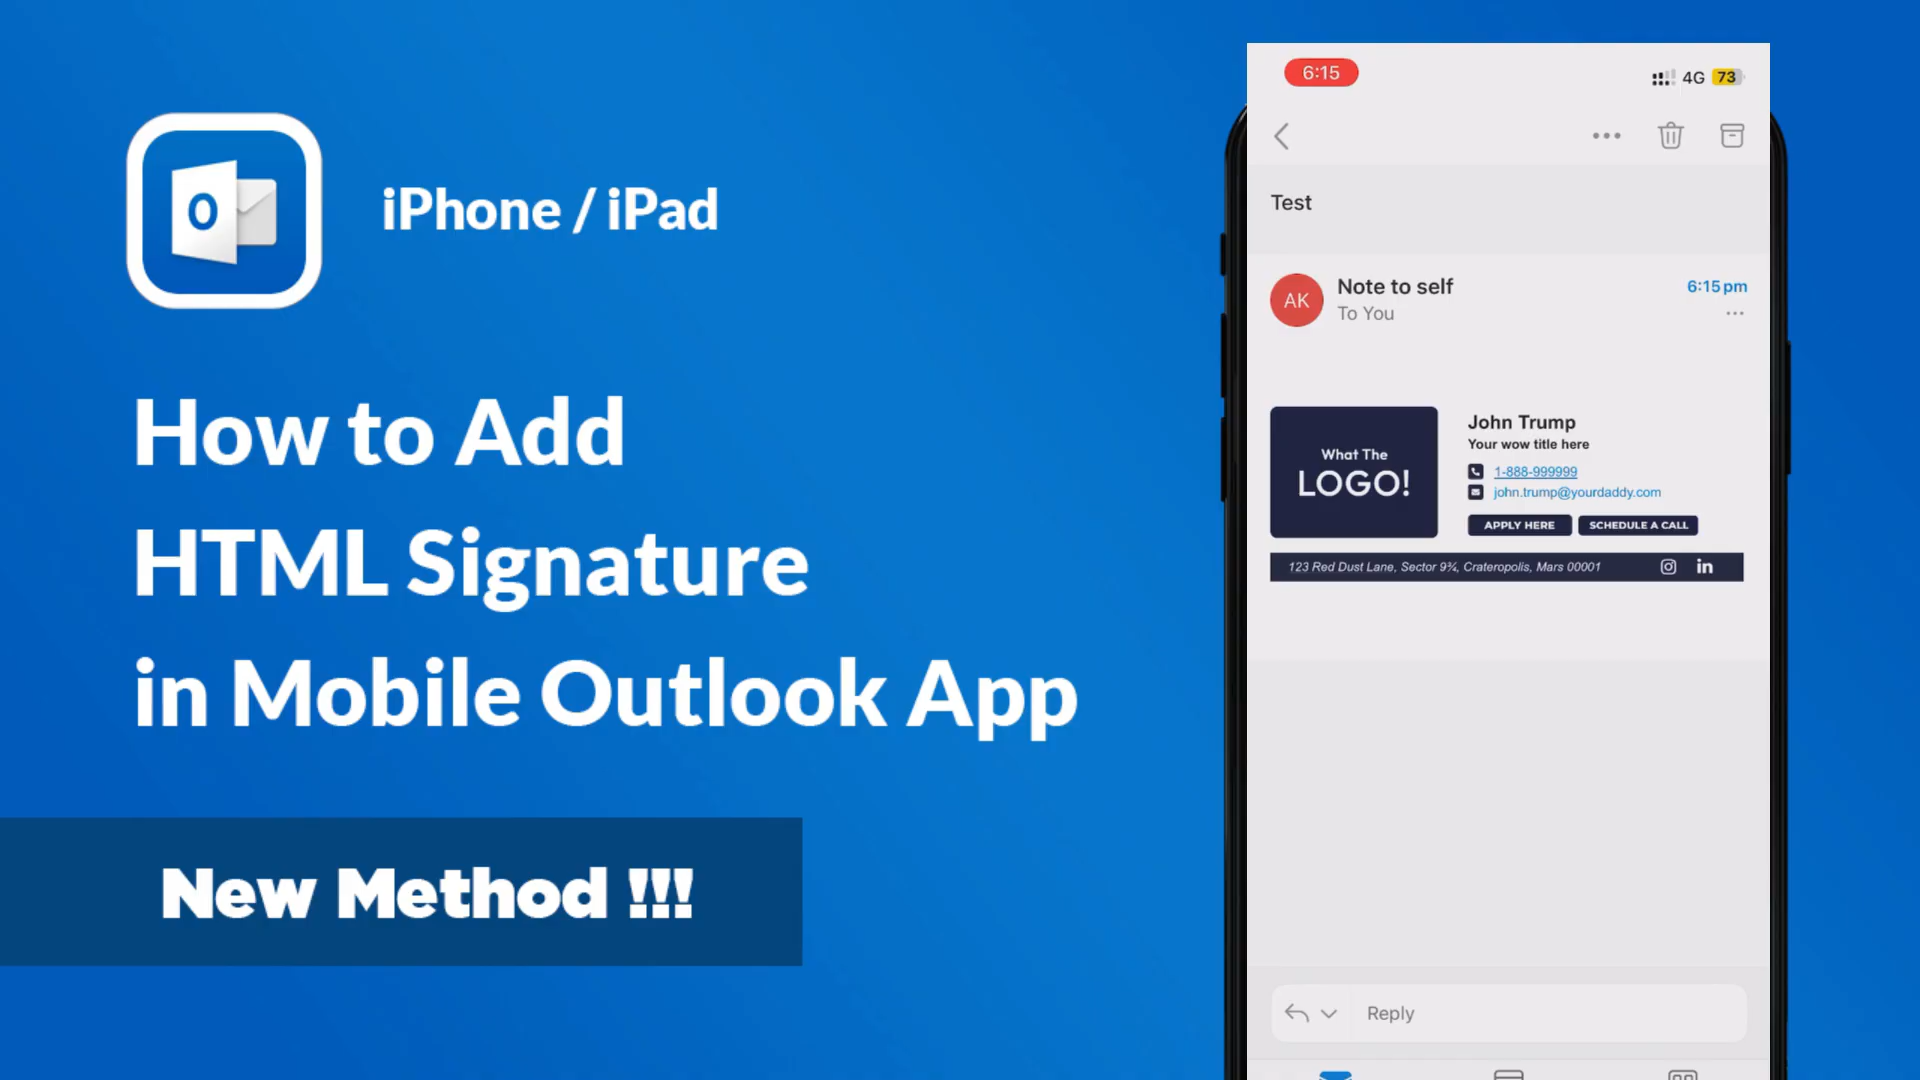 O
iPhone / iPad
How to Add
HTML Signature
in Mobile Outlook App
New Method !!!
6:15
4G 73
Test
AK
Note to self
6:15 pm
To You
What The
LOGO!
John Trump
Your wow title here
1-888-999999
john.trump@yourdaddy.com
APPLY HERE SCHEDULE A CALL
123 Red Dust Lane, Sector 9¾, Crateropolis, Mars 00001
in
Reply